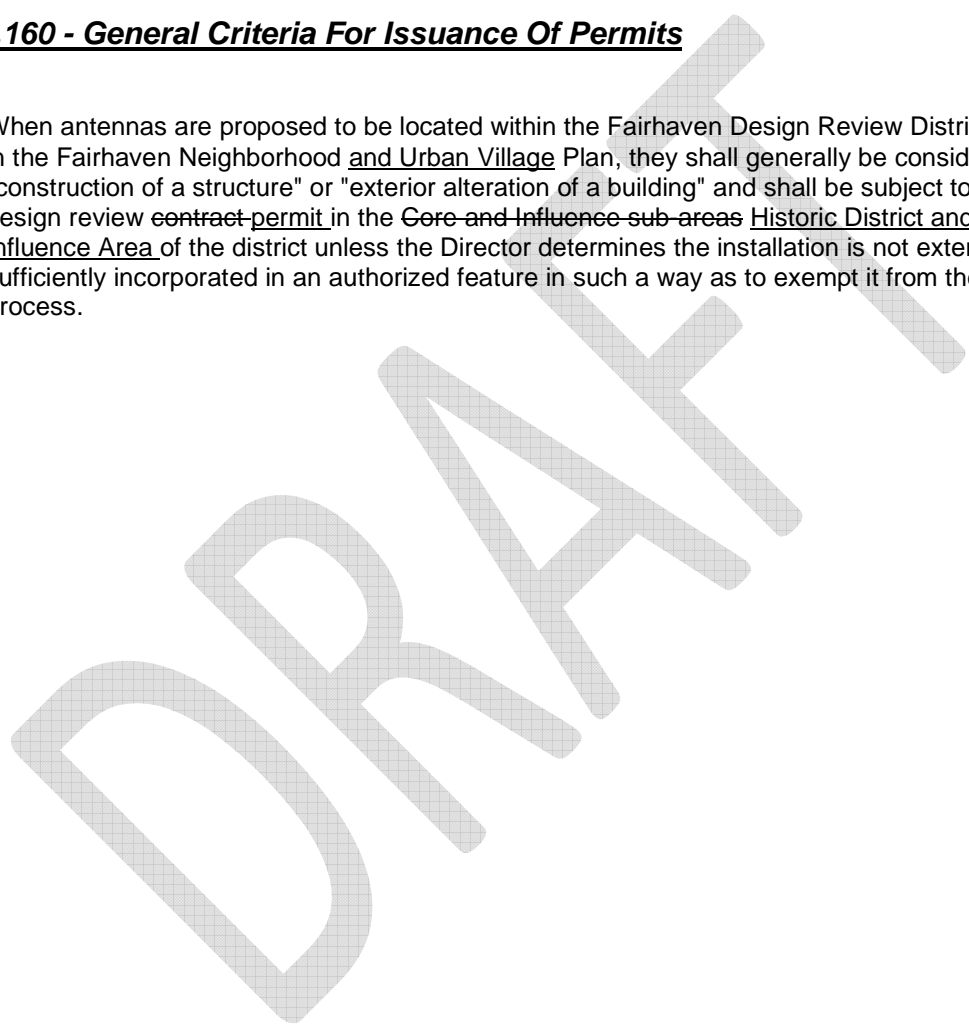 .160 - General Criteria For Issuance Of Permits
When antennas are proposed to be located within the Fairhaven Design Review Distri
n the Fairhaven Neighborhood and Urban Village Plan, they shall generally be consid
construction of a structure" or "exterior alteration of a building" and shall be subject to
esign review contract permit in the Core and Influence sub-areas Historic District and
nfluence Area of the district unless the Director determines the installation is not exter
ufficiently incorporated in an authorized feature in such a way as to exempt it from the
rocess.
DRAFT